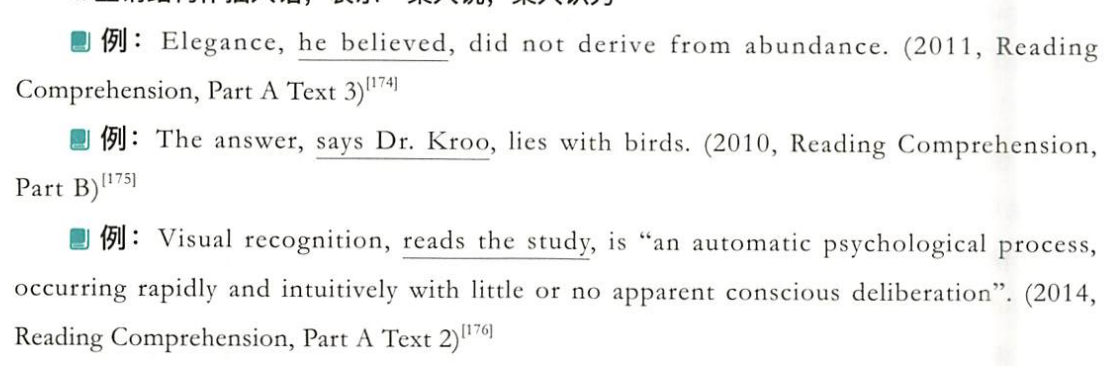 例：Elegance, he believed, did not derive from abundance. (2011, Reading
Comprehension, Part A Text 3)[174]
例：The answer, says Dr. Kroo, lies with birds. (2010, Reading Comprehension,
Part B)[175]
例：Visual recognition, reads the study, is “an automatic psychological process,
occurring rapidly and intuitively with little or no apparent conscious deliberation”. (2014,
Reading Comprehension, Part A Text 2)[176]